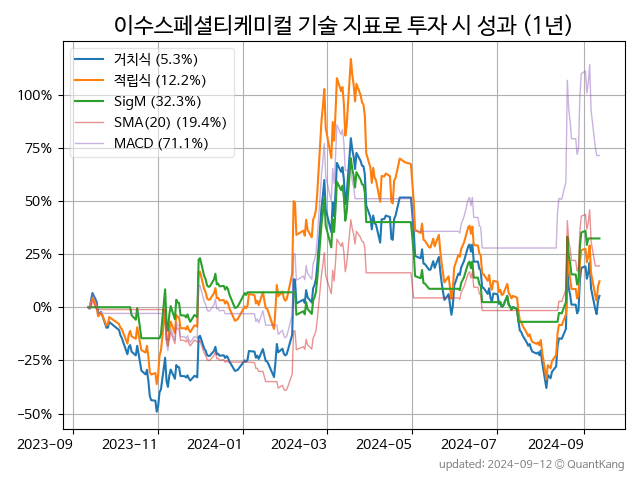 이수스페셜티케미컬 기술 지표로 투자 시 성과 (1년)
거치식 (5.3%)
적립식 (12.2%)
SigM (32.3%)
SMA(20) (19.4%)
MACD (71.1%)
100%
75%
50%
25%
0%
−25%
−50%
2023-09
2023-11
2024-01
2024-03
2024-05
2024-07
2024-09
updated: 2024-09-12 @ QuantKang